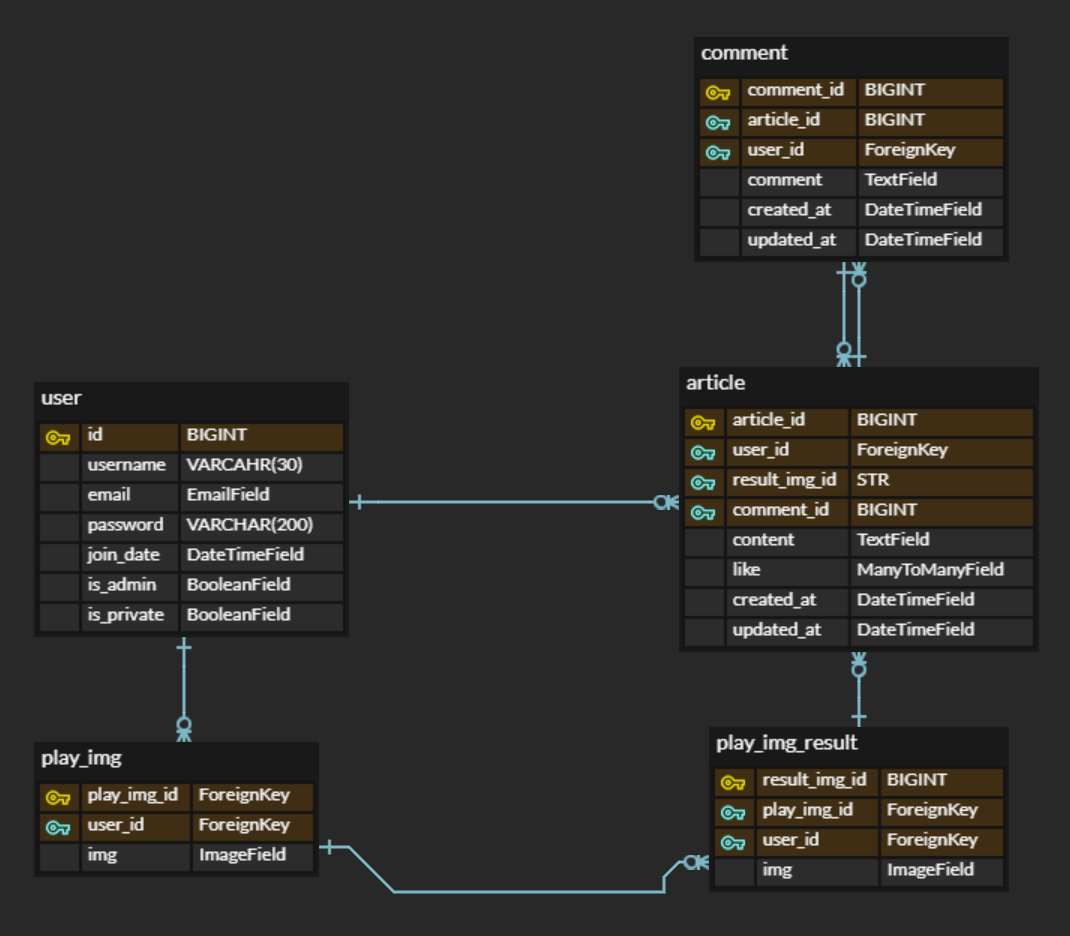 comment
comment_id BIGINT
article_id BIGINT
user_id ForeignKey
comment TextField
created_at DateTimeField
updated_at DateTimeField
user
id BIGINT
username VARCAHR(30)
email EmailField
password VARCHAR(200)
join_date DateTimeField
is_admin BooleanField
is_private BooleanField
article
article_id BIGINT
user_id ForeignKey
result_img_id STR
comment_id BIGINT
content TextField
like ManyToManyField
created_at DateTimeField
updated_at DateTimeField
play_img
play_img_id ForeignKey
user_id ForeignKey
img ImageField
play_img_result
result_img_id BIGINT
play_img_id ForeignKey
user_id ForeignKey
img ImageField